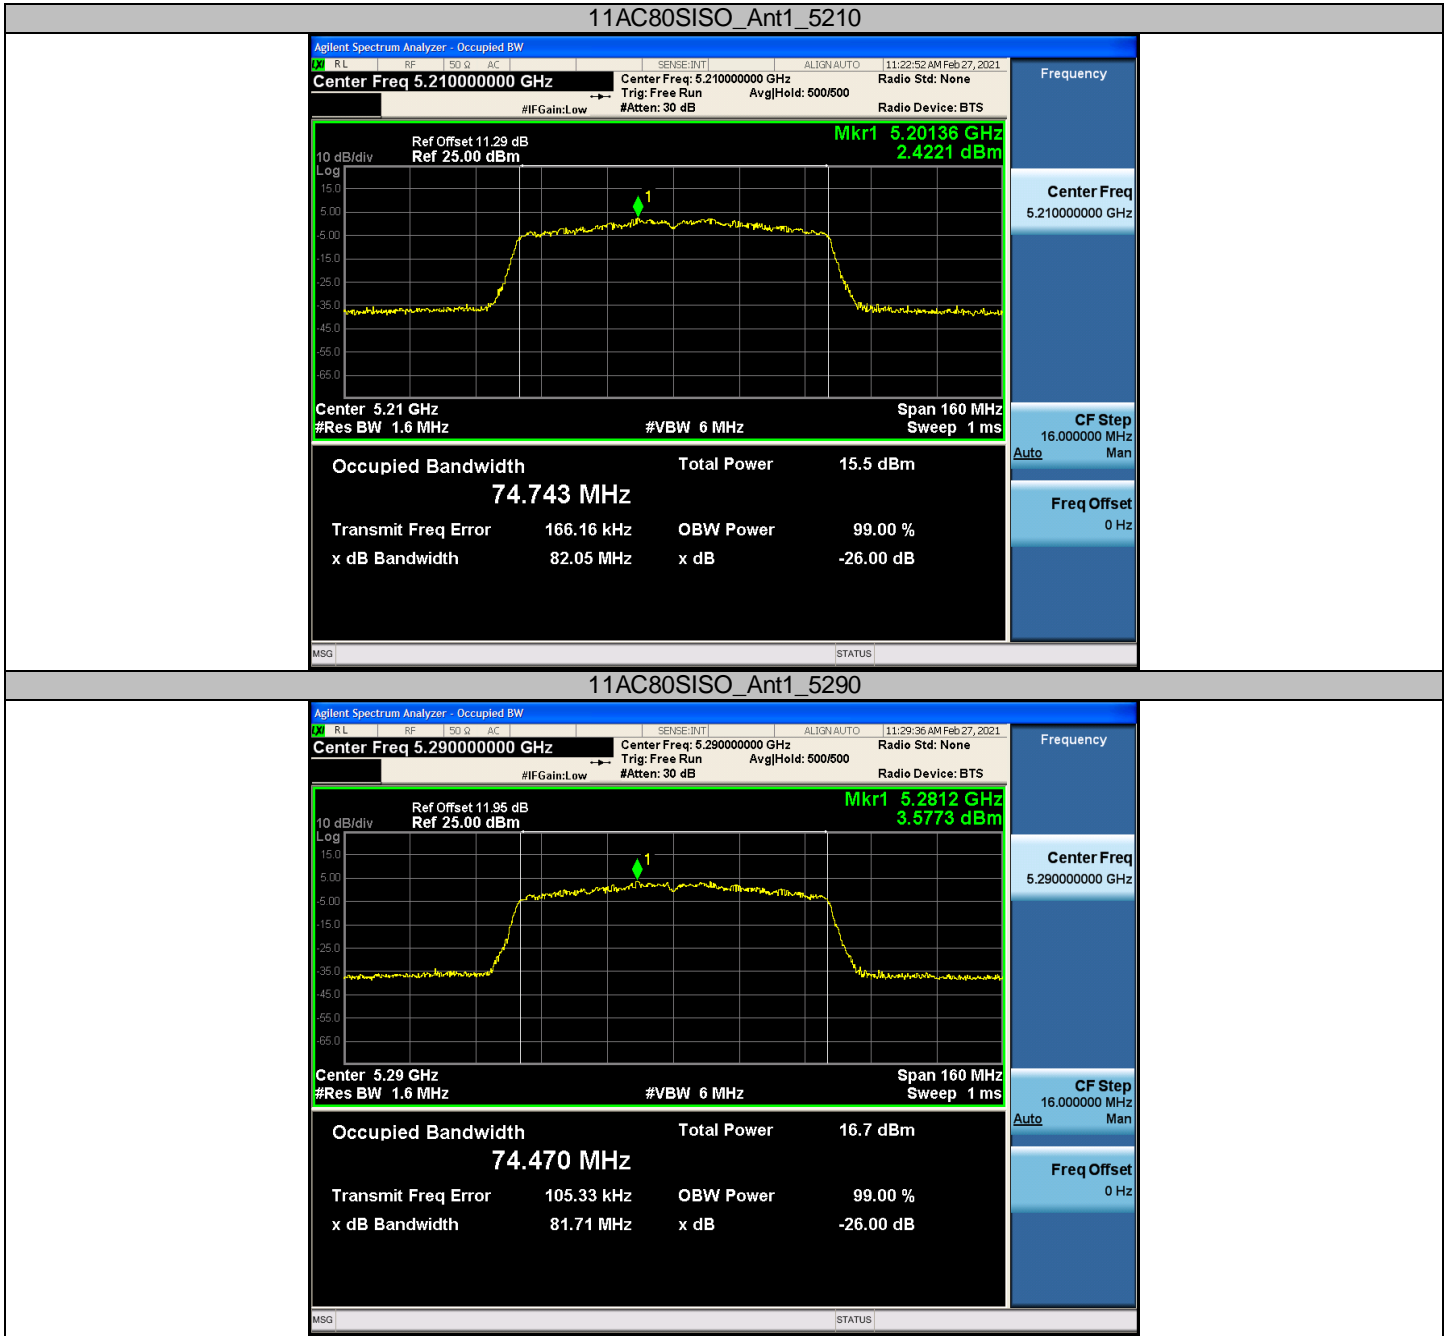 11AC80SISO_Ant1_5210
Agilent Spectrum Analyzer - Occupied BW
LXI RL RF 50 Ω AC SENSE:INT ALIGN AUTO 11:22:52 AM Feb 27, 2021
Center Freq 5.210000000 GHz Center Freq: 5.210000000 GHz Radio Std: None Frequency
Trig: Free Run Avg|Hold: 500/500
#IFGain:Low #Atten: 30 dB Radio Device: BTS
Mkr1 5.20136 GHz
Ref Offset 11.29 dB 2.4221 dBm
10 dB/div Ref 25.00 dBm
Log
15.0
5.00
-5.00
-15.0
-25.0
-35.0
-45.0
-55.0
-65.0
1
Center Freq
5.210000000 GHz
Center 5.21 GHz Span 160 MHz
#Res BW 1.6 MHz #VBW 6 MHz Sweep 1 ms
CF Step
16.000000 MHz
Auto Man
Occupied Bandwidth Total Power 15.5 dBm
74.743 MHz
Freq Offset
0 Hz
Transmit Freq Error 166.16 kHz OBW Power 99.00 %
x dB Bandwidth 82.05 MHz x dB -26.00 dB
MSG STATUS
11AC80SISO_Ant1_5290
Agilent Spectrum Analyzer - Occupied BW
LXI RL RF 50 Ω AC SENSE:INT ALIGN AUTO 11:29:36 AM Feb 27, 2021
Center Freq 5.290000000 GHz Center Freq: 5.290000000 GHz Radio Std: None Frequency
Trig: Free Run Avg|Hold: 500/500
#IFGain:Low #Atten: 30 dB Radio Device: BTS
Mkr1 5.2812 GHz
Ref Offset 11.95 dB 3.5773 dBm
10 dB/div Ref 25.00 dBm
Log
15.0
5.00
-5.00
-15.0
-25.0
-35.0
-45.0
-55.0
-65.0
1
Center Freq
5.290000000 GHz
Center 5.29 GHz Span 160 MHz
#Res BW 1.6 MHz #VBW 6 MHz Sweep 1 ms
CF Step
16.000000 MHz
Auto Man
Occupied Bandwidth Total Power 16.7 dBm
74.470 MHz
Freq Offset
0 Hz
Transmit Freq Error 105.33 kHz OBW Power 99.00 %
x dB Bandwidth 81.71 MHz x dB -26.00 dB
MSG STATUS